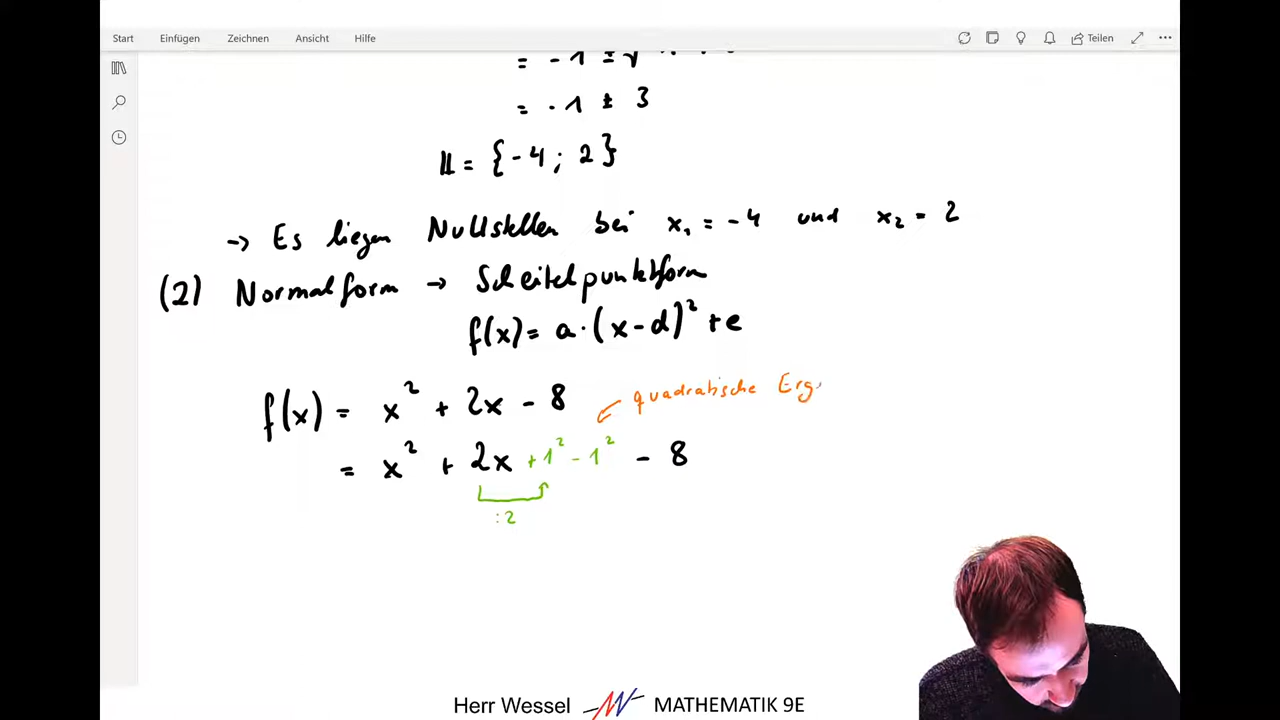 Start Einfügen Zeichnen Ansicht Hilfe Teilen
= -1 ±√
= -1 ± 3
𝕃 = {-4 ; 2}
→ Es liegen Nullstellen bei x₁ = -4 und x₂ = 2
(2) Normalform → Scheitelpunktform
f(x) = a·(x-d)² + e
f(x) = x² + 2x - 8
quadratische Erg
= x² + 2x +1² -1² - 8
:2
Herr Wessel MATHEMATIK 9E